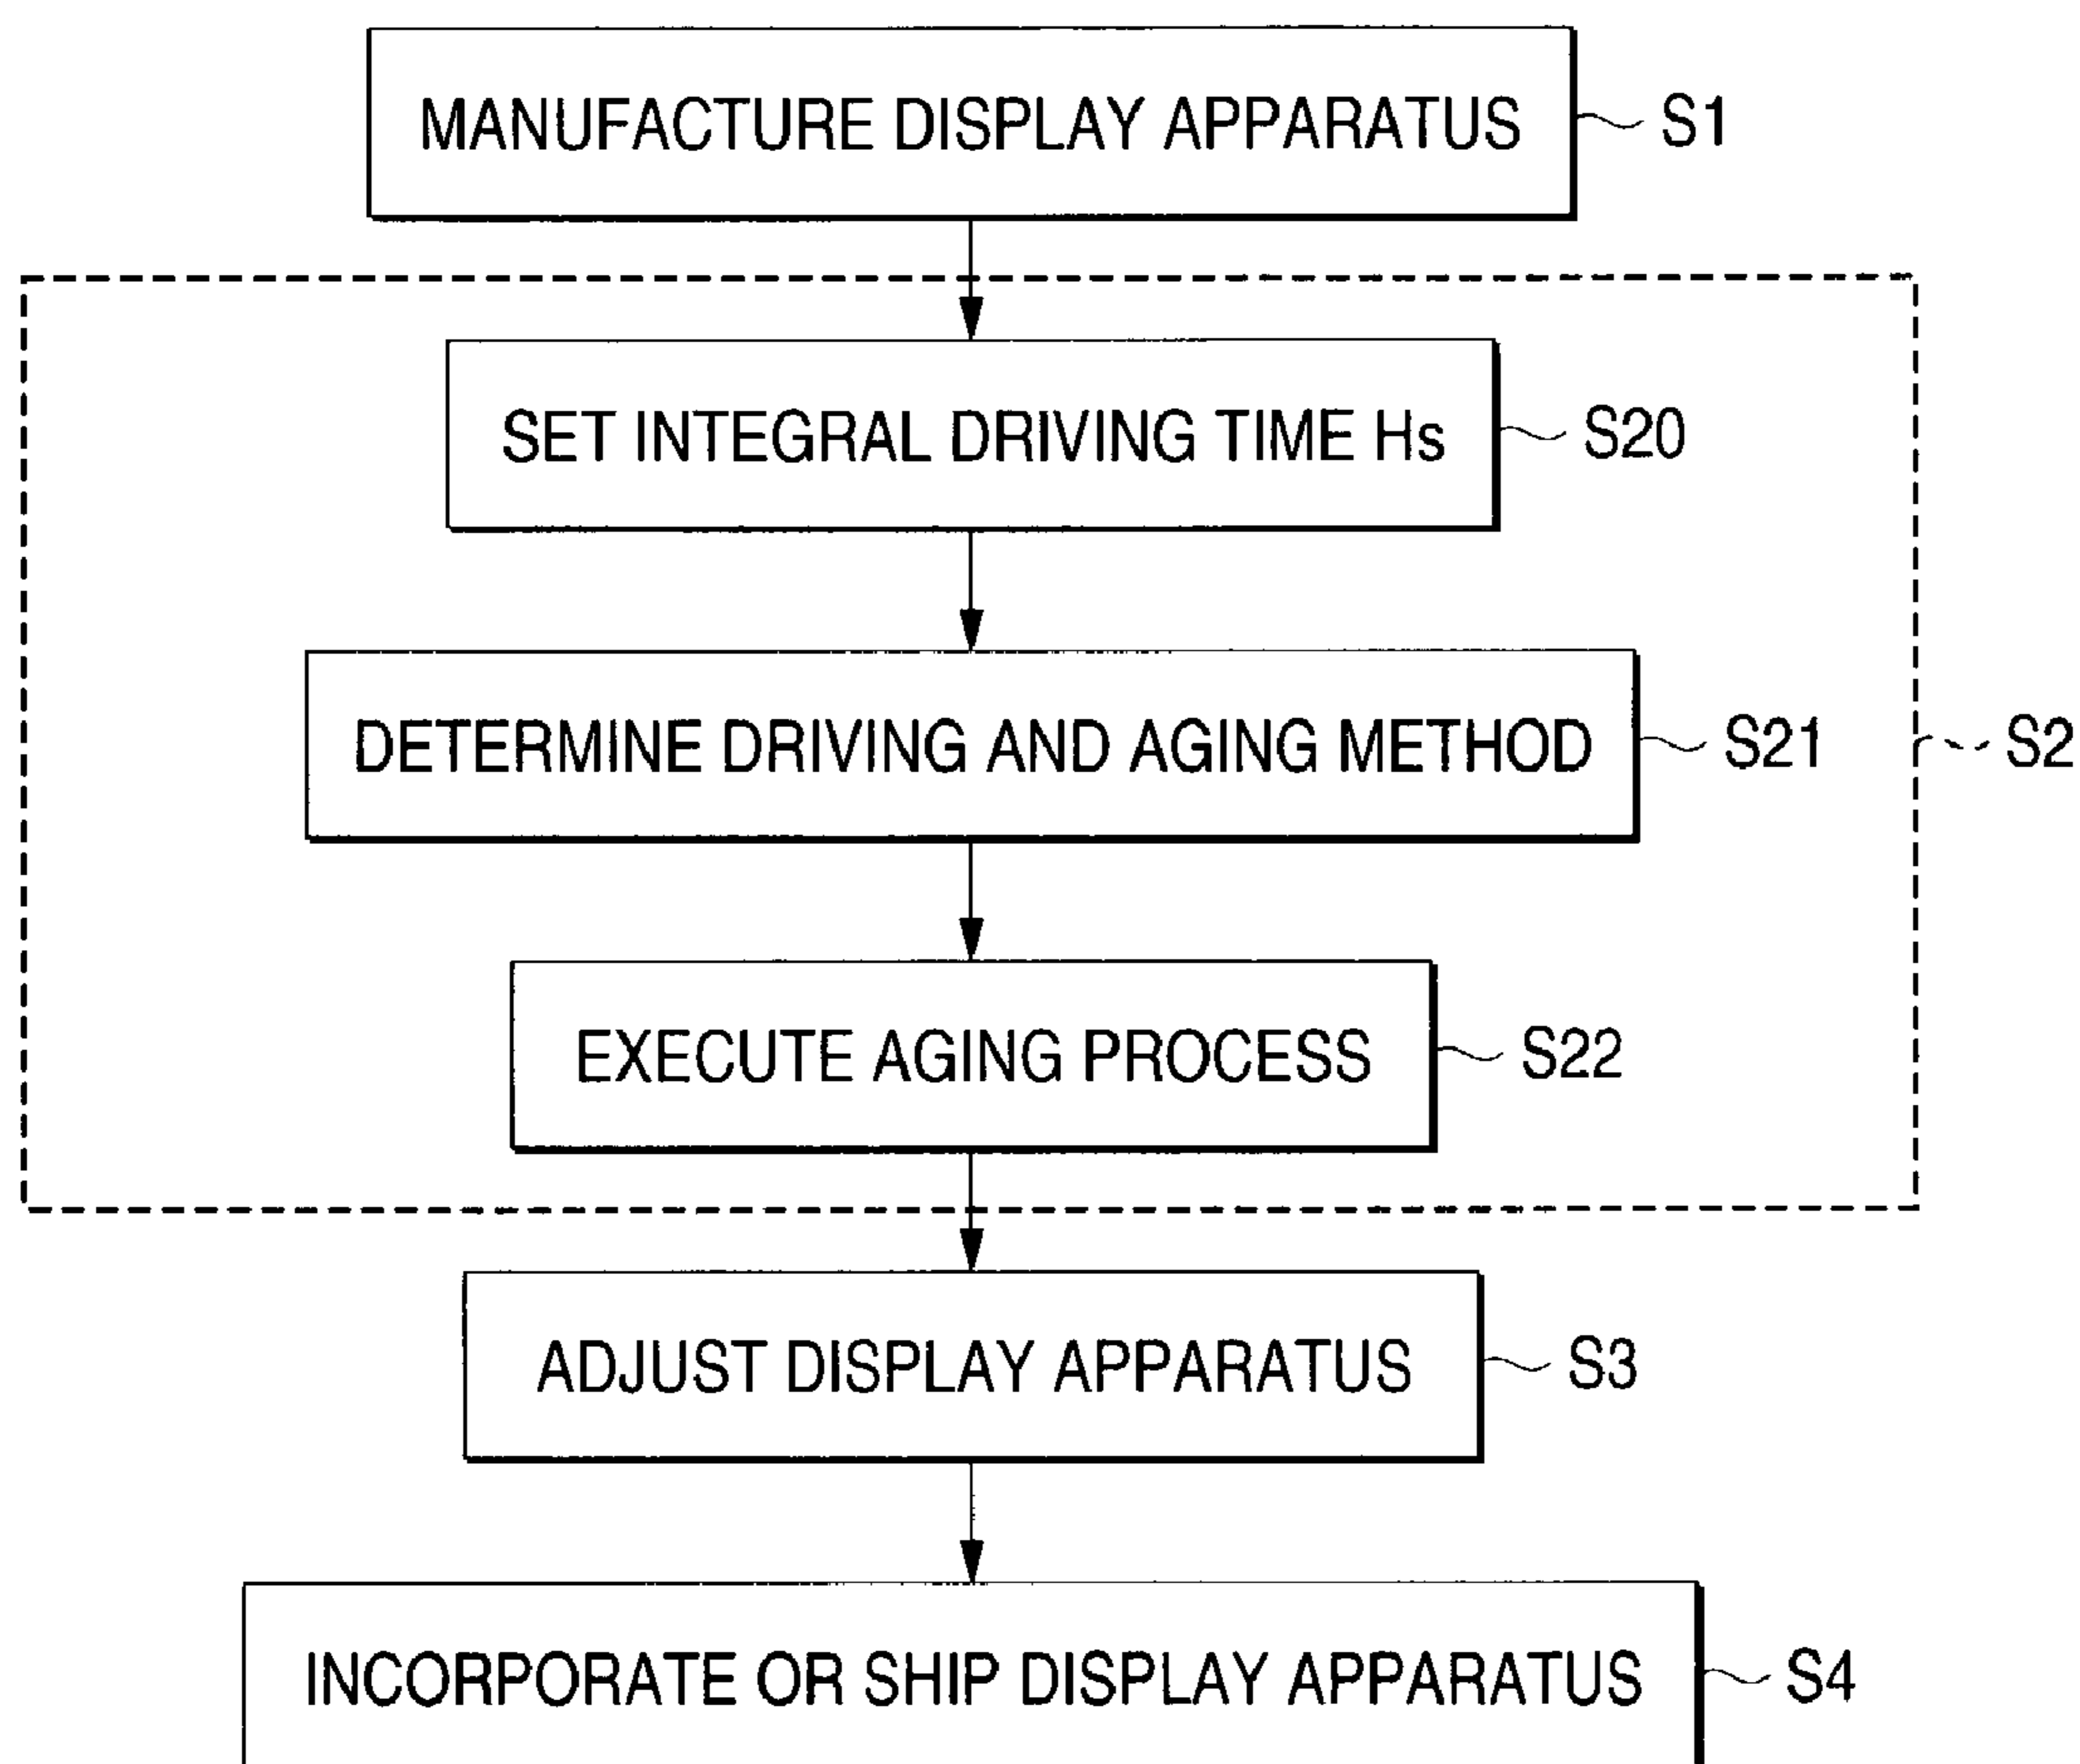 MANUFACTURE DISPLAY APPARATUS S1
SET INTEGRAL DRIVING TIME Hs S20
DETERMINE DRIVING AND AGING METHOD S21 S2
EXECUTE AGING PROCESS S22
ADJUST DISPLAY APPARATUS S3
INCORPORATE OR SHIP DISPLAY APPARATUS S4